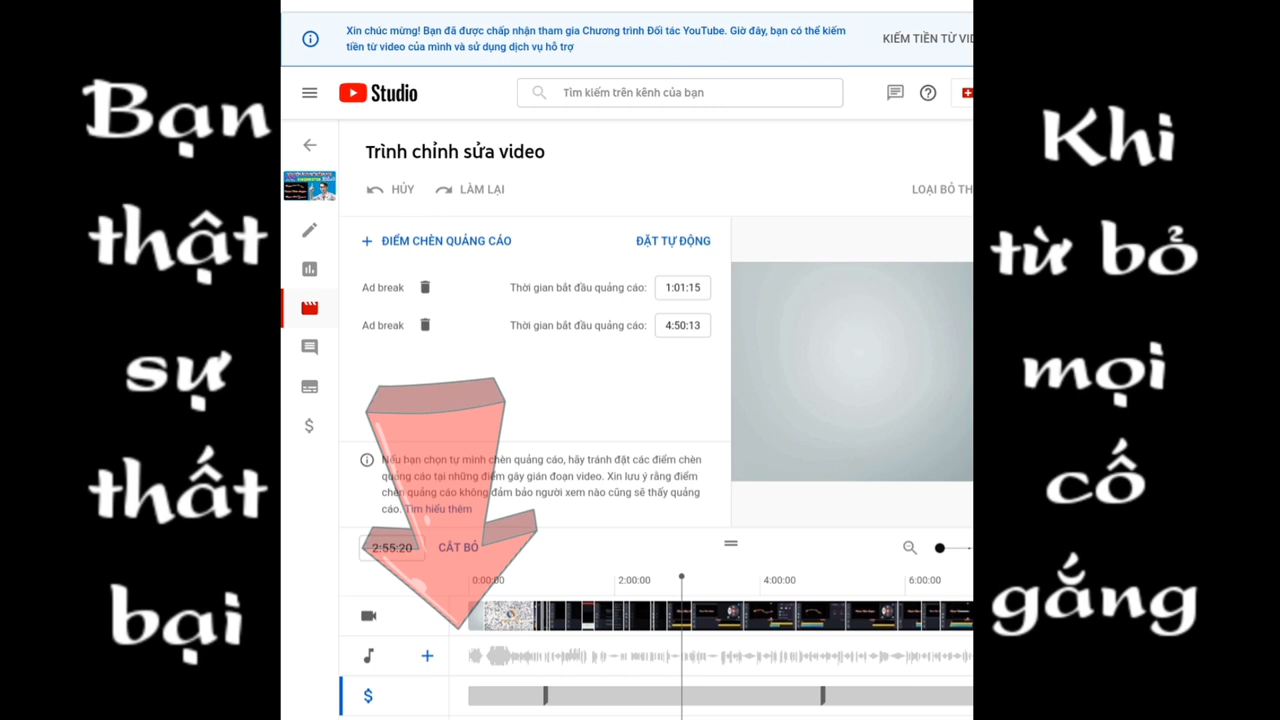 Bạn
thật
sự
thất
bại
Xin chúc mừng! Bạn đã được chấp nhận tham gia Chương trình Đối tác YouTube. Giờ đây, bạn có thể kiếm
tiền từ video của mình và sử dụng dịch vụ hỗ trợ
KIẾM TIỀN TỪ VID
Studio
Tìm kiếm trên kênh của bạn
Trình chỉnh sửa video
HỦY
LÀM LẠI
LOẠI BỎ TH
+ ĐIỂM CHÈN QUẢNG CÁO
ĐẶT TỰ ĐỘNG
Ad break
Thời gian bắt đầu quảng cáo:
1:01:15
Ad break
Thời gian bắt đầu quảng cáo:
4:50:13
Nếu bạn chọn tự mình chèn quảng cáo, hãy tránh đặt các điểm chèn
quảng cáo tại những điểm gây gián đoạn video. Xin lưu ý rằng điểm
chèn quảng cáo không đảm bảo người xem nào cũng sẽ thấy quảng
cáo. Tìm hiểu thêm
2:55:20
CẮT BỎ
0:00:00
2:00:00
4:00:00
6:00:00
Khi
từ bỏ
mọi
cố
gắng